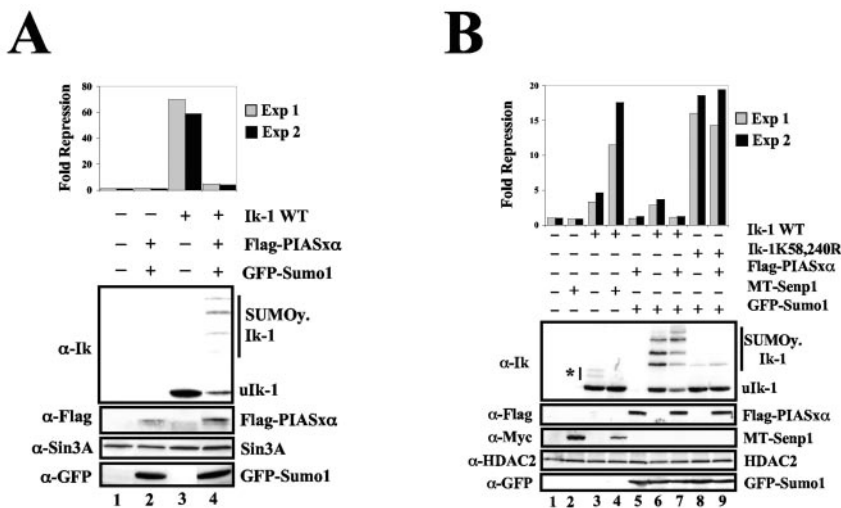 A
Fold Repression
80
60
40
20
0
Exp 1
Exp 2
− − + + Ik-1 WT
− + − + Flag-PIASxα
− + − + GFP-Sumo1
α-Ik
SUMOy.
Ik-1
uIk-1
α-Flag Flag-PIASxα
α-Sin3A Sin3A
α-GFP GFP-Sumo1
1 2 3 4
B
Fold Repression
20
15
10
5
0
Exp 1
Exp 2
− − + + − + + − − Ik-1 WT
− − − − − − − + + Ik-1K58,240R
− − − − + − + − + Flag-PIASxα
− + − + − − − − − MT-Senp1
− − − − + + + + + GFP-Sumo1
α-Ik
*
SUMOy.
Ik-1
uIk-1
α-Flag Flag-PIASxα
α-Myc MT-Senp1
α-HDAC2 HDAC2
α-GFP GFP-Sumo1
1 2 3 4 5 6 7 8 9